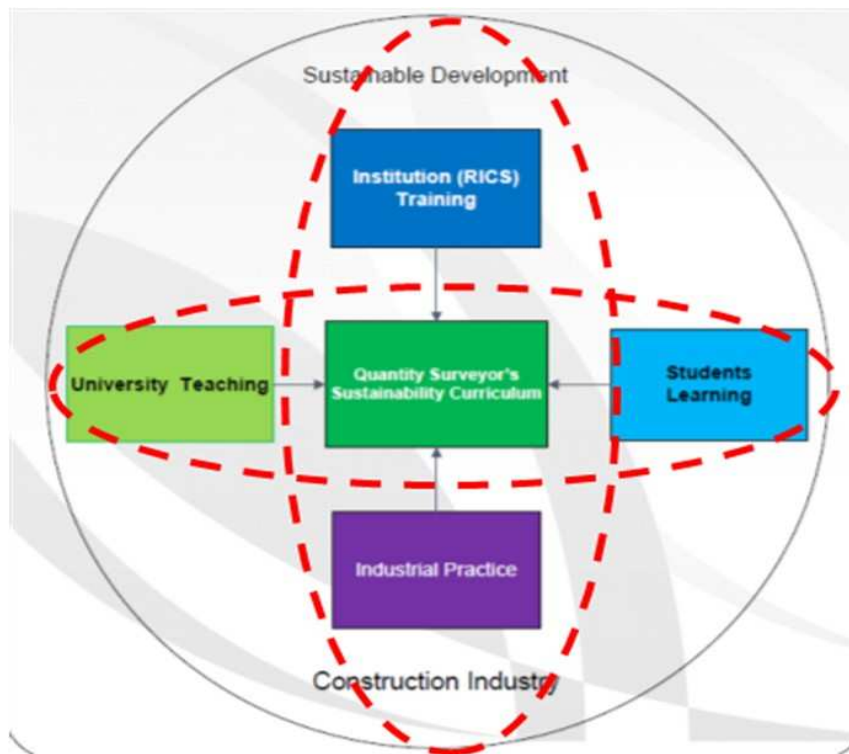 Sustainable Development
Institution (RICS)
Training
University Teaching
Quantity Surveyor's
Sustainability Curriculum
Students
Learning
Industrial Practice
Construction Industry